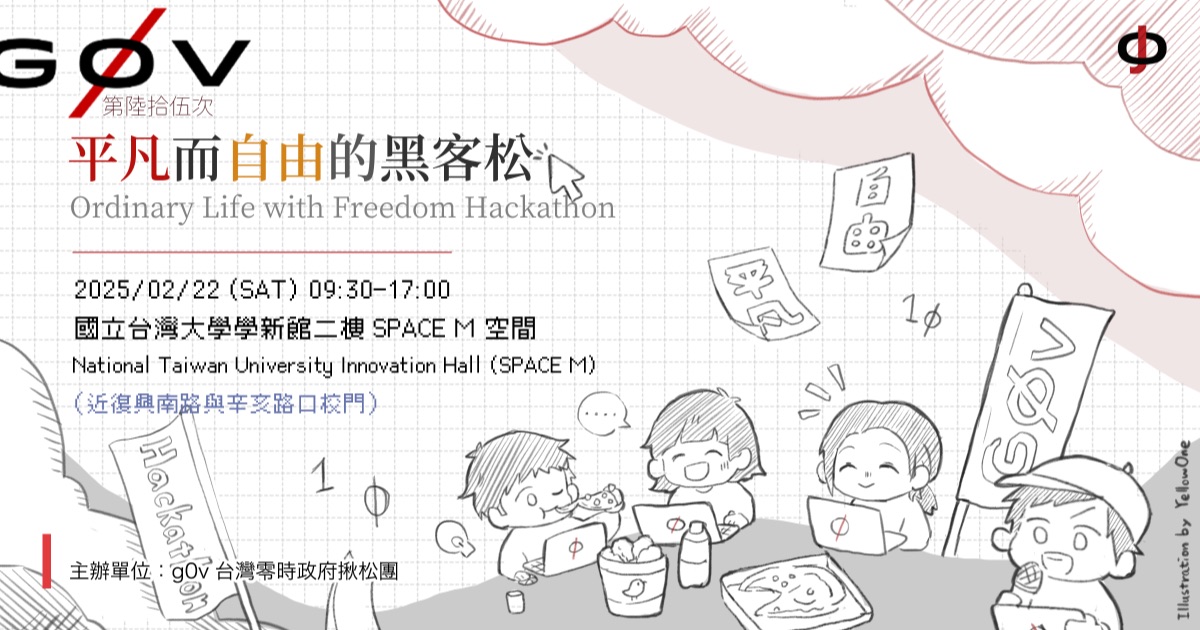 GØV
第陸拾伍次
平凡而自由的黑客松
Ordinary Life with Freedom Hackathon
2025/02/22 (SAT) 09:30-17:00
國立台灣大學學新館二樓 SPACE M 空間
National Taiwan University Innovation Hall (SPACE M)
(近復興南路與辛亥路口校門)
主辦單位：g0v 台灣零時政府揪松團
自由
平凡
1ø
1 ø
GØV
Hackathon
Illustration by YellowOne